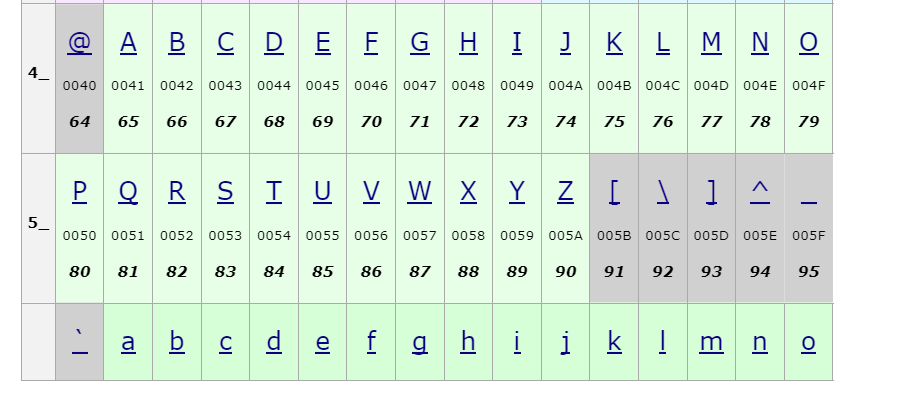 @ A B C D E F G H I J K L M N O
4_ 0040 0041 0042 0043 0044 0045 0046 0047 0048 0049 004A 004B 004C 004D 004E 004F
64 65 66 67 68 69 70 71 72 73 74 75 76 77 78 79
P Q R S T U V W X Y Z [ \ ] ^ _
5_ 0050 0051 0052 0053 0054 0055 0056 0057 0058 0059 005A 005B 005C 005D 005E 005F
80 81 82 83 84 85 86 87 88 89 90 91 92 93 94 95
` a b c d e f g h i j k l m n o